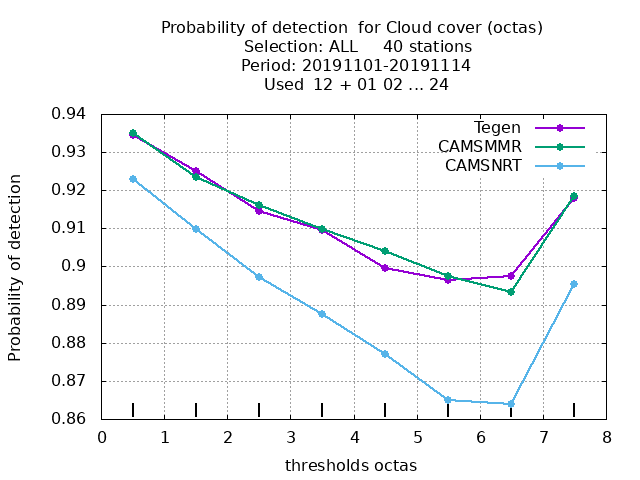 Probability of detection  for Cloud cover (octas)
Selection: ALL     40 stations
Period: 20191101-20191114
Used  12 + 01 02 ... 24
Probability of detection
0.94
0.93
0.92
0.91
0.9
0.89
0.88
0.87
0.86
Tegen
CAMSMMR
CAMSNRT
0 1 2 3 4 5 6 7 8
thresholds octas